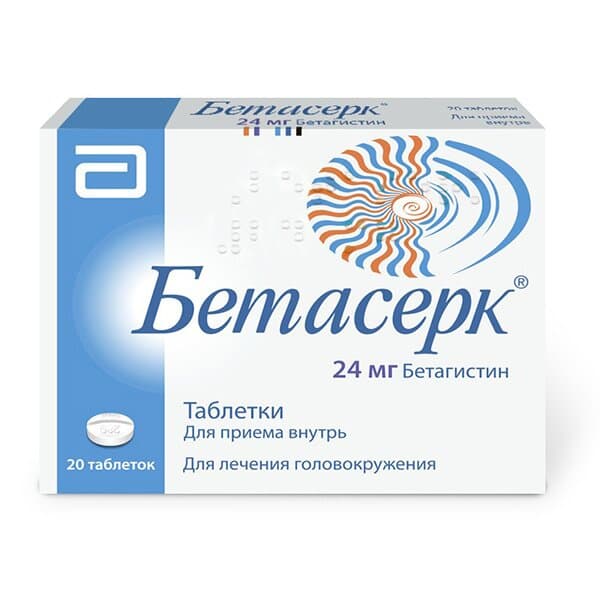 Бетасерк®
24 мг Бетагистин
20 таблеток
Для приема
внутрь
Бетасерк®
24 мг Бетагистин
Таблетки
Для приема внутрь
20 таблеток
Для лечения головокружения